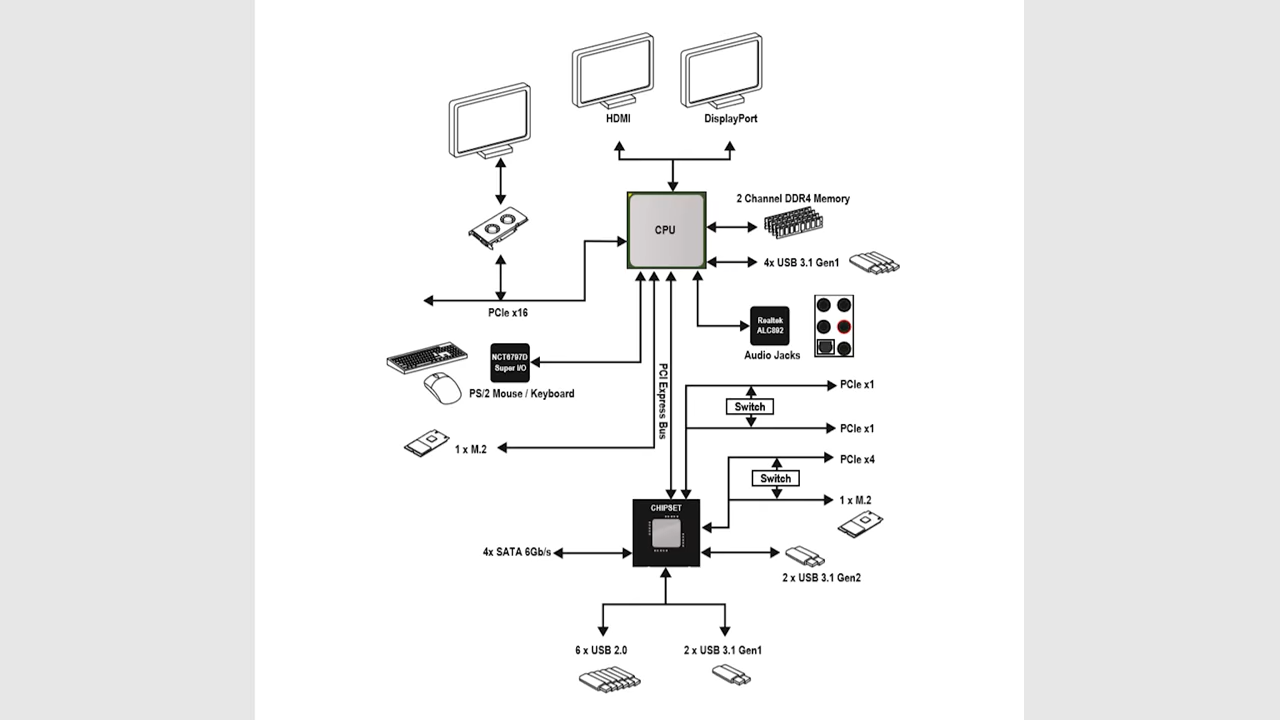 HDMI
DisplayPort
2 Channel DDR4 Memory
CPU
4x USB 3.1 Gen1
PCIe x16
Realtek
ALC892
Audio Jacks
NCT6797D
Super I/O
PS/2 Mouse / Keyboard
PCI Express Bus
PCIe x1
Switch
PCIe x1
1 x M.2
PCIe x4
Switch
1 x M.2
CHIPSET
4x SATA 6Gb/s
2 x USB 3.1 Gen2
6 x USB 2.0
2 x USB 3.1 Gen1